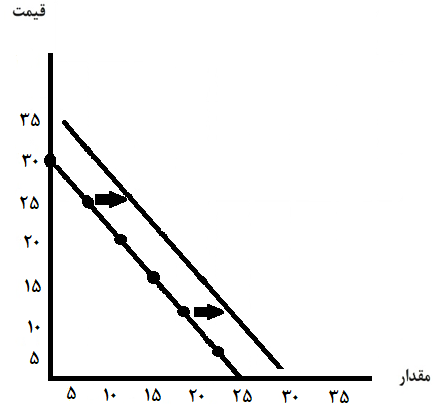 قیمت
۳۵
۳۰
۲۵
۲۰
۱۵
۱۰
۵
مقدار
۵ ۱۰ ۱۵ ۲۰ ۲۵ ۳۰ ۳۵